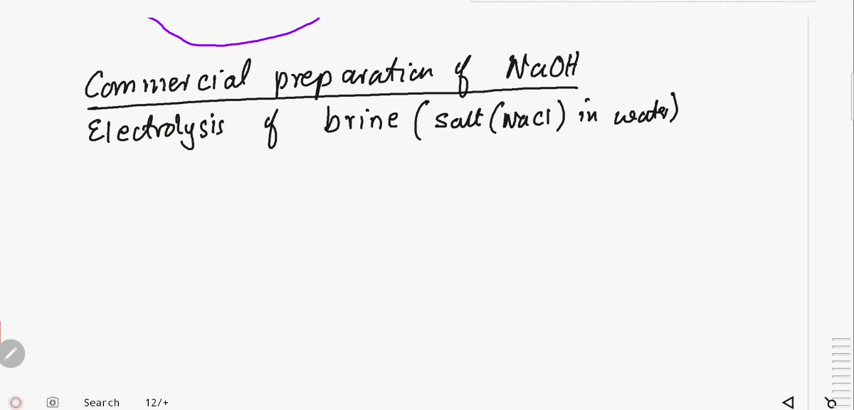 Commercial preparation of NaOH
Electrolysis of brine (salt (NaCl) in water)
Search 12/+